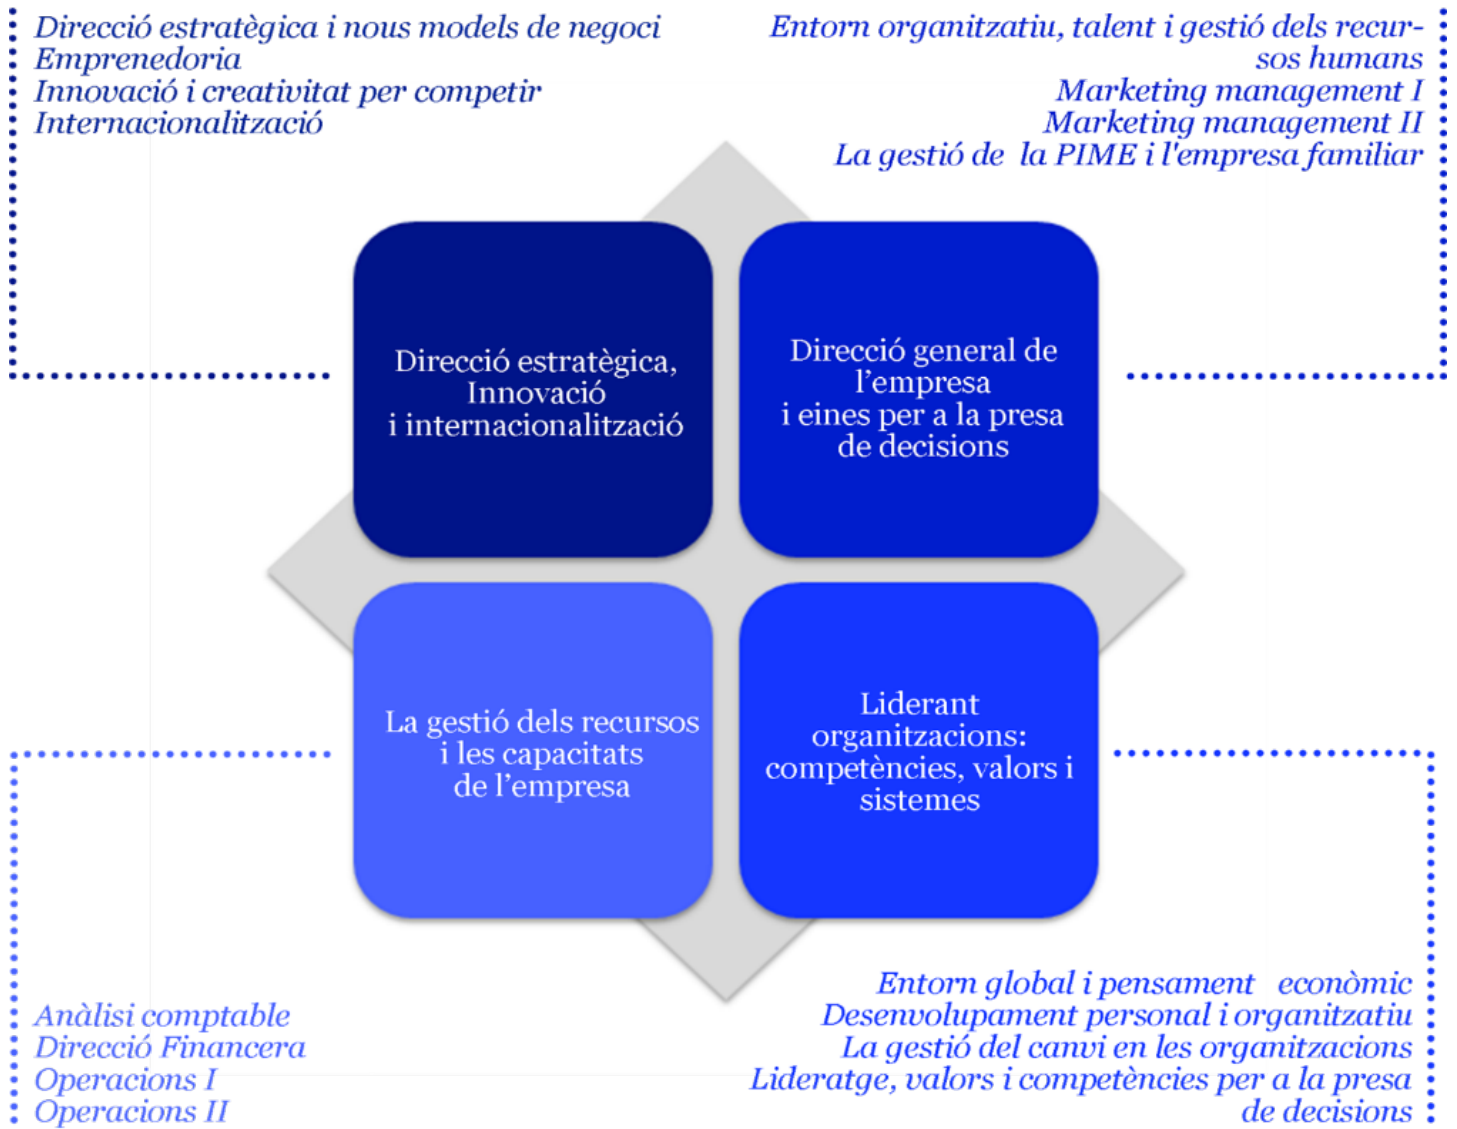 Direcció estratègica i nous models de negoci
Emprenedoria
Innovació i creativitat per competir
Internacionalització
Entorn organitzatiu, talent i gestió dels recur-
sos humans
Marketing management I
Marketing management II
La gestió de la PIME i l'empresa familiar
Direcció estratègica,
Innovació
i internacionalització
Direcció general de
l’empresa
i eines per a la presa
de decisions
La gestió dels recursos
i les capacitats
de l’empresa
Liderant
organitzacions:
competències, valors i
sistemes
Anàlisi comptable
Direcció Financera
Operacions I
Operacions II
Entorn global i pensament econòmic
Desenvolupament personal i organitzatiu
La gestió del canvi en les organitzacions
Lideratge, valors i competències per a la presa
de decisions